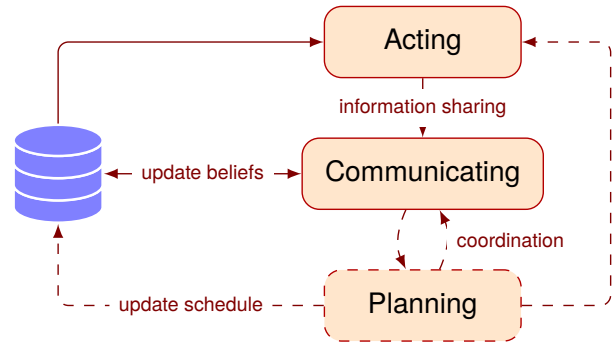 Acting
information sharing
Communicating
update beliefs
coordination
Planning
update schedule